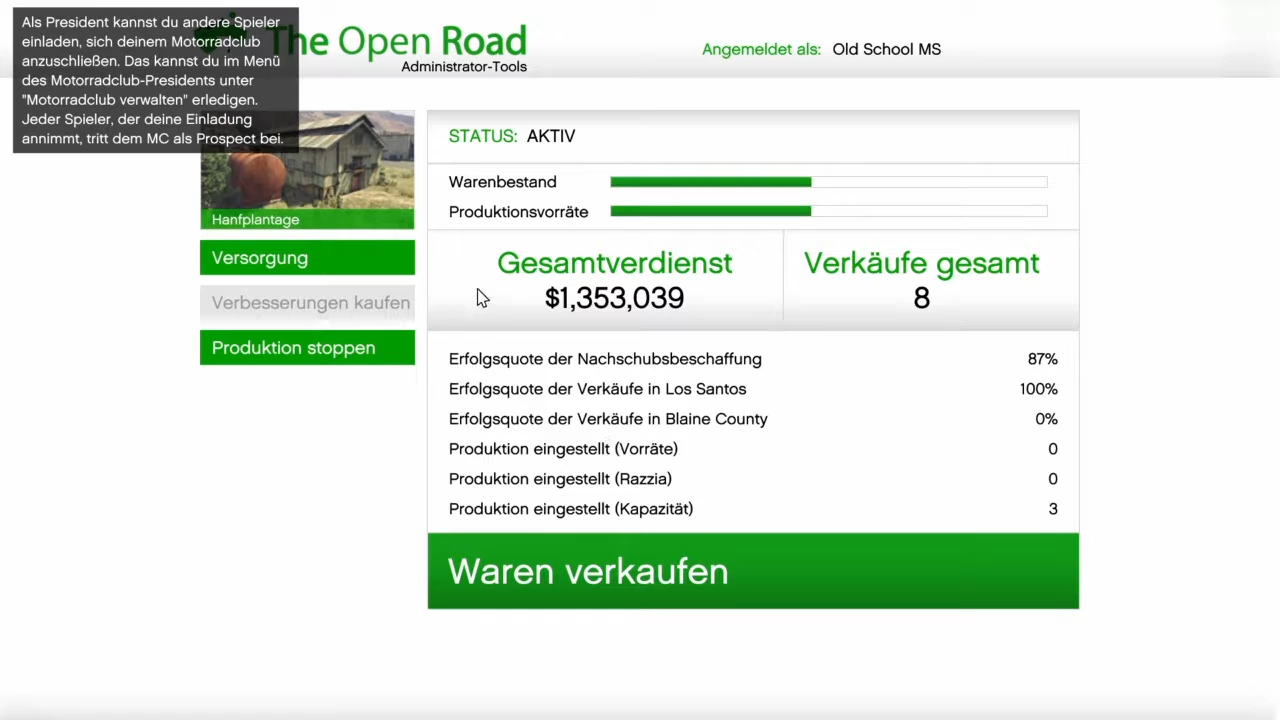 Als President kannst du andere Spieler
einladen, sich deinem Motorradclub
anzuschließen. Das kannst du im Menü
des Motorradclub-Presidents unter
"Motorradclub verwalten" erledigen.
Jeder Spieler, der deine Einladung
annimmt, tritt dem MC als Prospect bei.
The Open Road
Administrator-Tools
Angemeldet als: Old School MS
Hanfplantage
Versorgung
Verbesserungen kaufen
Produktion stoppen
STATUS: AKTIV
Warenbestand
Produktionsvorräte
Gesamtverdienst
$1,353,039
Verkäufe gesamt
8
Erfolgsquote der Nachschubsbeschaffung 87%
Erfolgsquote der Verkäufe in Los Santos 100%
Erfolgsquote der Verkäufe in Blaine County 0%
Produktion eingestellt (Vorräte) 0
Produktion eingestellt (Razzia) 0
Produktion eingestellt (Kapazität) 3
Waren verkaufen